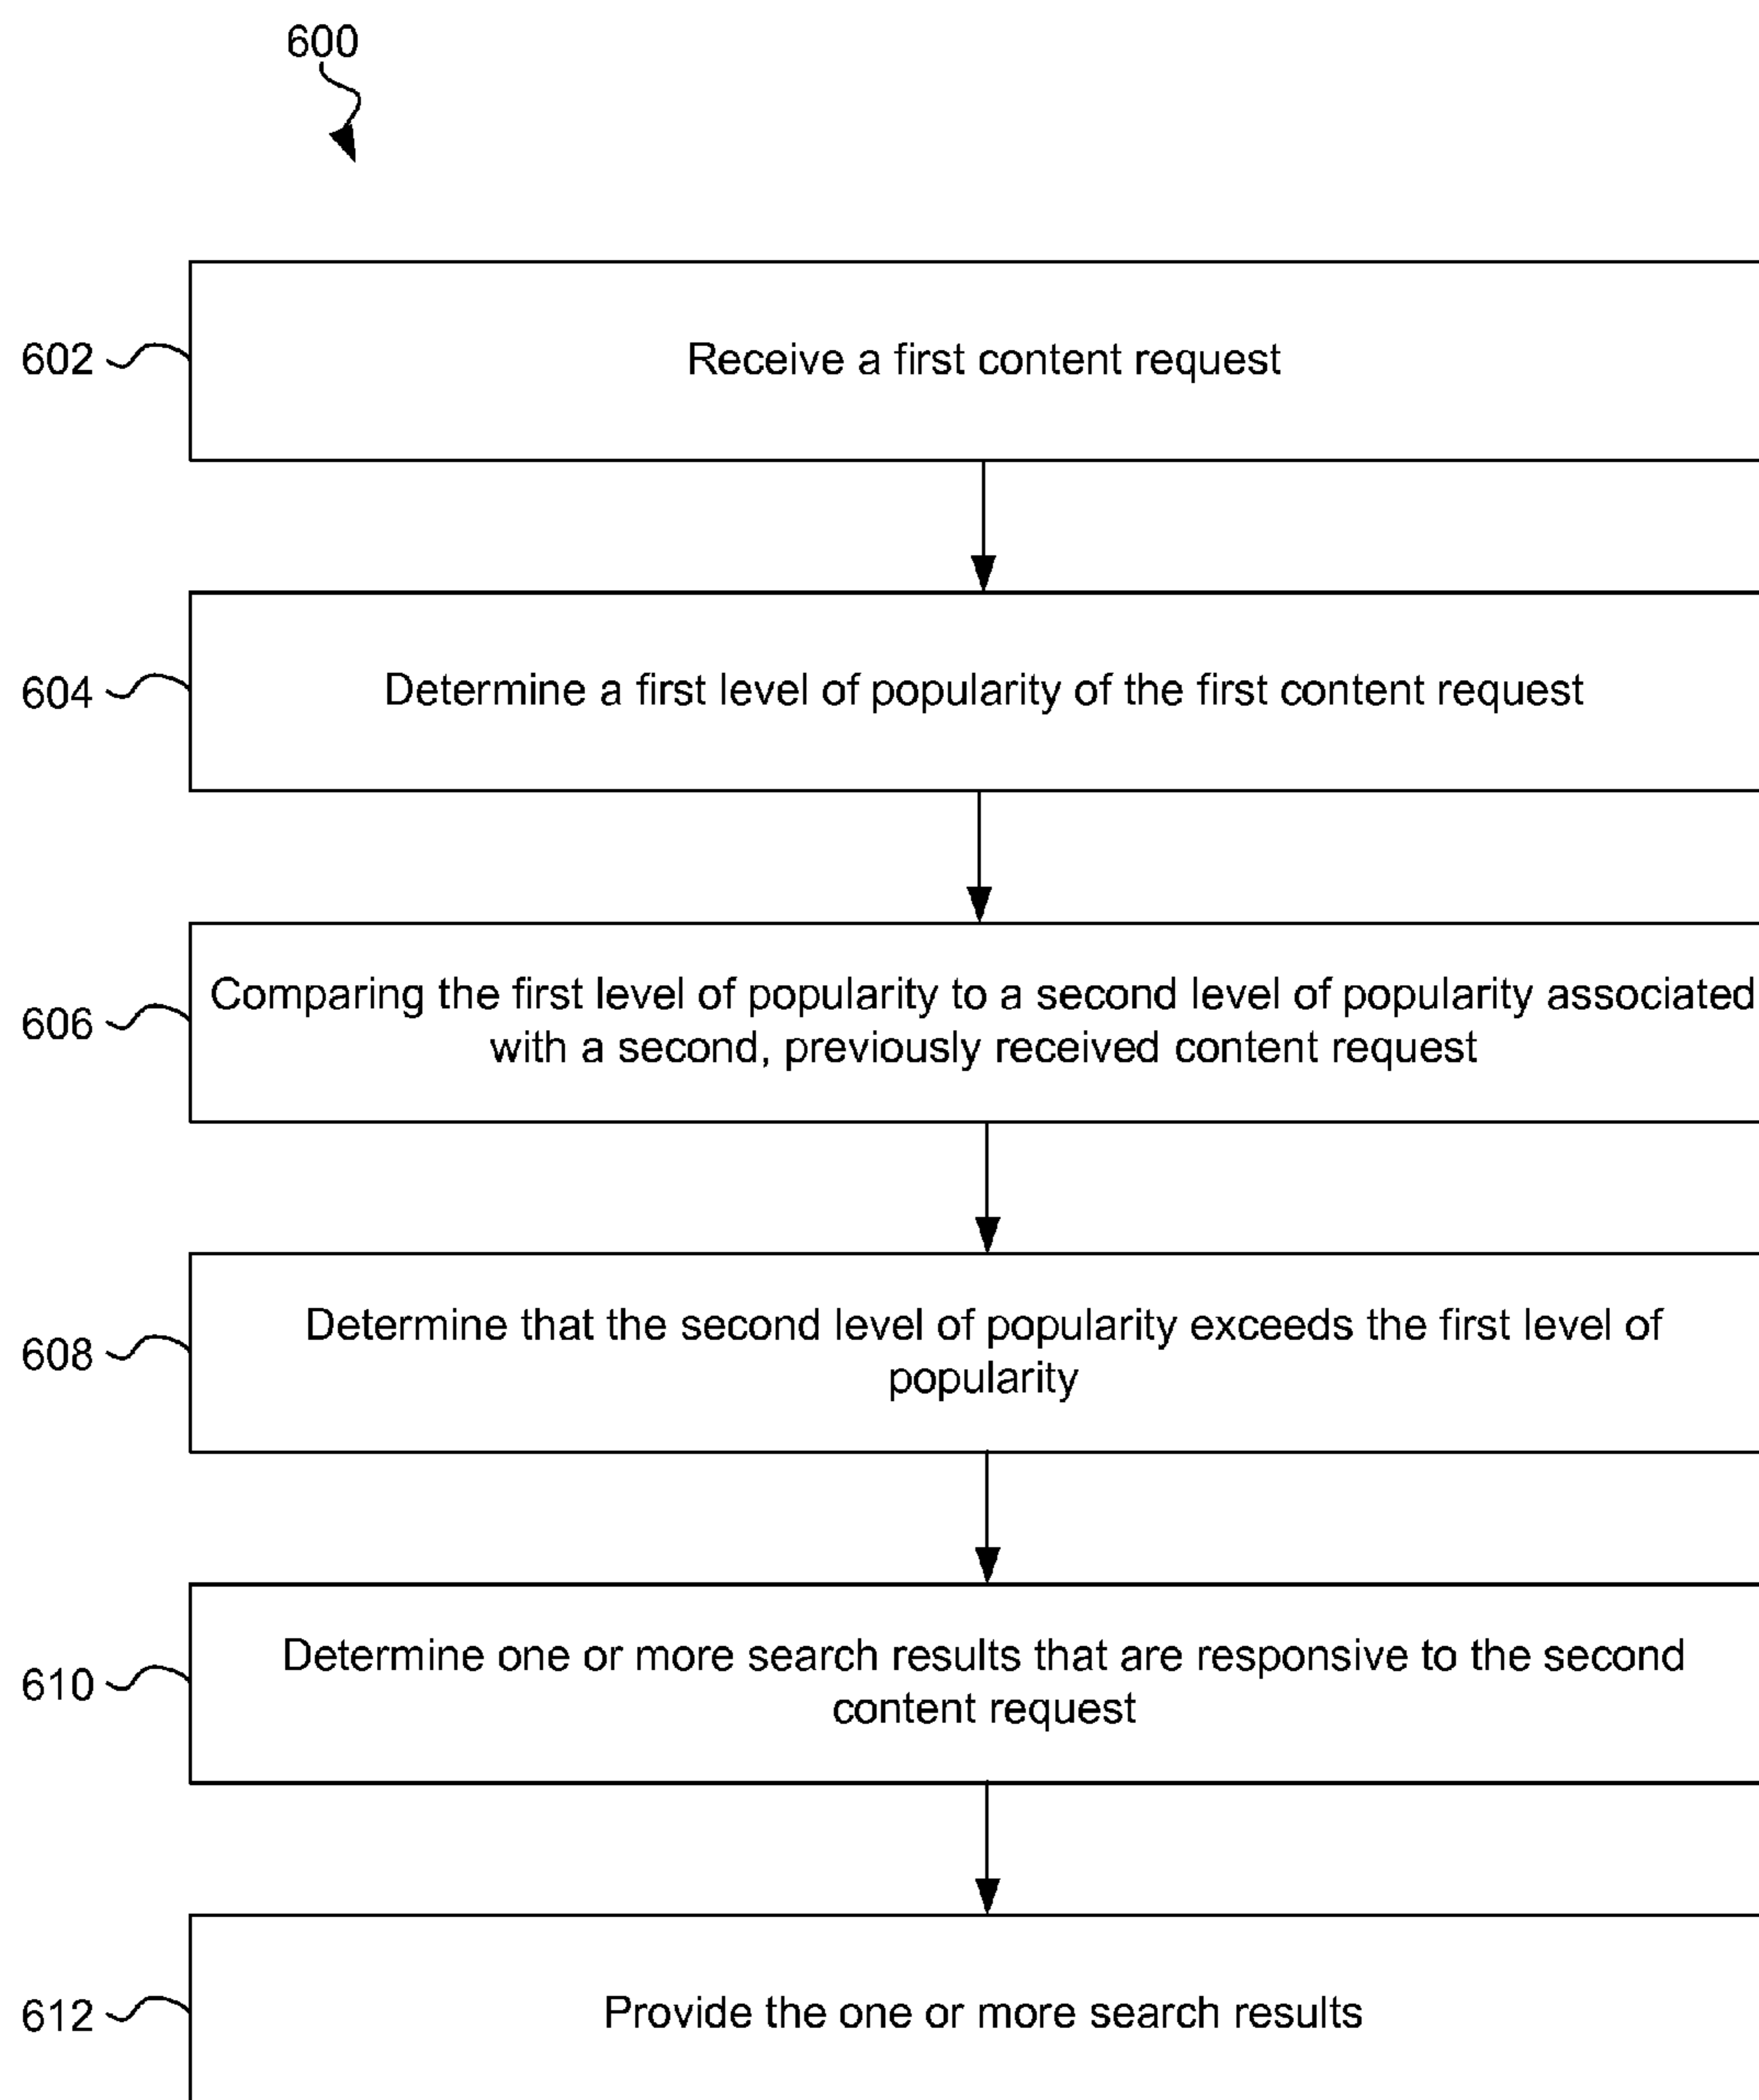 600
602
Receive a first content request
604
Determine a first level of popularity of the first content request
606
Comparing the first level of popularity to a second level of popularity associated
with a second, previously received content request
608
Determine that the second level of popularity exceeds the first level of
popularity
610
Determine one or more search results that are responsive to the second
content request
612
Provide the one or more search results